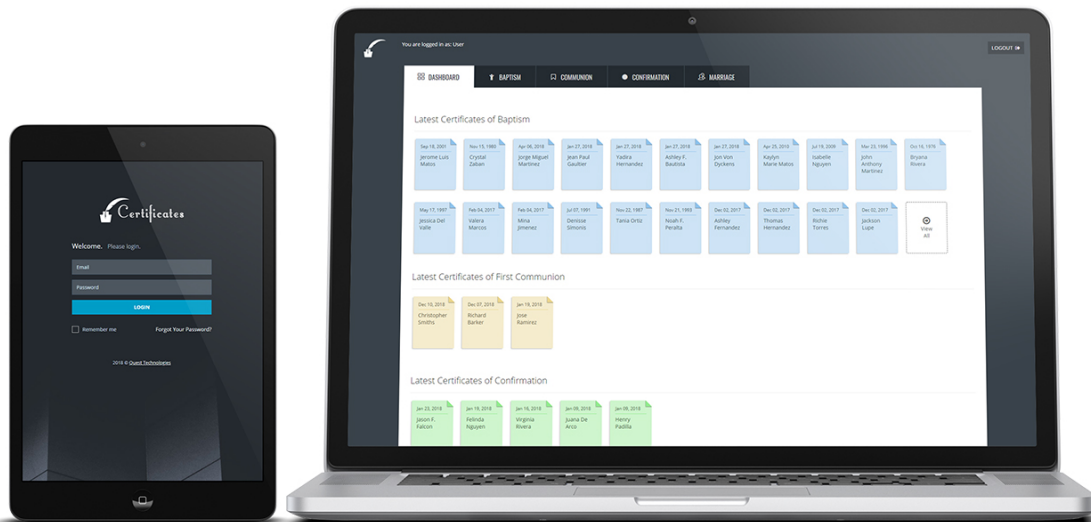 Certificates
Welcome. Please login.
Email
Password
LOGIN
Remember me Forgot Your Password?
2018 © Quest Technologies
You are logged in as: User
LOGOUT
DASHBOARD BAPTISM COMMUNION CONFIRMATION MARRIAGE
Latest Certificates of Baptism
Sep 18, 2001 Nov 15, 1980 Apr 06, 2018 Jan 27, 2018 Jan 27, 2018 Jan 27, 2018 Jan 27, 2018 Apr 25, 2018 Jul 19, 2008 Mar 23, 1998 Oct 16, 1978
Jerome Luis Crystal Jorge Miguel Jean Paul Yadira Ashley F. Jon Von Kaylyn Isabelle John Bryana
Matos Zaban Martinez Gaultier Hernandez Bautista Dyckens Marie Matos Nguyen Anthony Rivera
Martinez
May 17, 1997 Feb 04, 2017 Feb 04, 2017 Jul 07, 1991 Nov 22, 1987 Nov 21, 1993 Dec 02, 2017 Dec 02, 2017 Dec 02, 2017 Dec 02, 2017
Jessica Del Valera Mina Denisse Tania Ortiz Noah F. Ashley Thomas Richie Jackson View
Valle Marcos Jimenez Simonis Peralta Fernandez Hernandez Torres Lupe All
Latest Certificates of First Communion
Dec 10, 2018 Dec 07, 2018 Jan 19, 2018
Christopher Richard Jose
Smiths Barker Ramirez
Latest Certificates of Confirmation
Jan 23, 2018 Jan 18, 2018 Jan 16, 2018 Jan 09, 2018 Jan 09, 2018
Jason F. Felinda Virginia Juana De Henry
Falcon Nguyen Rivera Arco Padilla